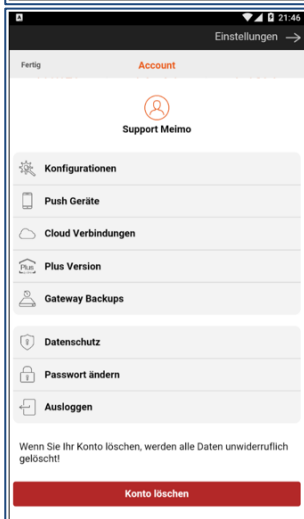 21:46
Einstellungen
Fertig
Account
Support Meimo
Konfigurationen
Push Geräte
Cloud Verbindungen
Plus
Plus Version
Gateway Backups
Datenschutz
Passwort ändern
Ausloggen
Wenn Sie Ihr Konto löschen, werden alle Daten unwiderruflich
gelöscht!
Konto löschen